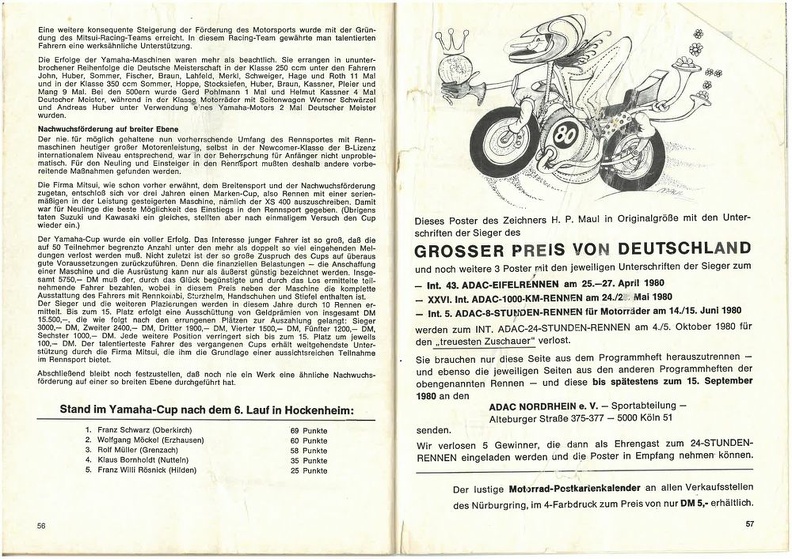 Eine weitere konsequente Steigerung der Förderung des Motorsports wurde mit der Grün-
dung des Mitsui-Racing-Teams erreicht. In diesem Racing-Team gewährte man talentierten
Fahrern eine werksähnliche Unterstützung.
Die Erfolge der Yamaha-Maschinen waren mehr als beachtlich. Sie errangen in ununter-
brochener Reihenfolge die Deutsche Meisterschaft in der Klasse 250 ccm unter den Fahrern
John, Huber, Sommer, Fischer, Braun, Lahfeld, Merkl, Schweiger, Hage und Roth 11 Mal
und in der Klasse 350 ccm Sommer, Hoppe, Stocksiefen, Huber, Braun, Kassner, Pleier und
Mang 9 Mal. Bei den 500ern wurde Gerd Pohlmann 1 Mal und Helmut Kassner 4 Mal
Deutscher Meister, während in der Klasse Motorräder mit Seitenwagen Werner Schwärzel
und Andreas Huber unter Verwendung eines Yamaha-Motors 2 Mal Deutscher Meister
wurden.
Nachwuchsförderung auf breiter Ebene
Der nie für möglich gehaltene nun vorherrschende Umfang des Rennsportes mit Renn-
maschinen heutiger großer Motorenleistung, selbst in der Newcomer-Klasse der B-Lizenz
internationalem Niveau entsprechend, war in der Beherrschung für Anfänger nicht unproble-
matisch. Für den Neuling und Einsteiger in den Rennsport mußten deshalb andere vorbe-
reitende Maßnahmen gefunden werden.
Die Firma Mitsui, wie schon vorher erwähnt, dem Breitensport und der Nachwuchsförderung
zugetan, entschloß sich vor drei Jahren einen Marken-Cup, also Rennen mit einer serien-
mäßigen in der Leistung gesteigerten Maschine, nämlich der XS 400 auszuschreiben. Damit
war für Neulinge die beste Möglichkeit des Einstiegs in den Rennsport gegeben. (Übrigens
taten Suzuki und Kawasaki ein gleiches, stellten aber nach einmaligem Versuch den Cup
wieder ein.)
Der Yamaha-Cup wurde ein voller Erfolg. Das Interesse junger Fahrer ist so groß, daß die
auf 50 Teilnehmer begrenzte Anzahl unter den mehr als doppelt so viel eingehenden Mel-
dungen verlost werden muß. Nicht zuletzt ist der so große Zuspruch des Cups auf überaus
gute Voraussetzungen zurückzuführen. Denn die finanziellen Belastungen – die Anschaffung
einer Maschine und die Ausrüstung kann nur als äußerst günstig bezeichnet werden. Insge-
samt 5750,– DM muß der, durch das Glück begünstigte und durch das Los ermittelte teil-
nehmende Fahrer bezahlen, wobei in diesem Preis neben der Maschine die komplette
Ausstattung des Fahrers mit Rennkombi, Sturzhelm, Handschuhen und Stiefel enthalten ist.
Der Sieger und die weiteren Plazierungen werden in diesem Jahre durch 10 Rennen er-
mittelt. Bis zum 15. Platz erfolgt eine Ausschüttung von Geldprämien von insgesamt DM
15.500,–, die wie folgt nach den errungenen Plätzen zur Auszahlung gelangt: Sieger
3000,– DM, Zweiter 2400,– DM, Dritter 1900,– DM, Vierter 1500,– DM, Fünfter 1200,– DM,
Sechster 1000,– DM. Jede weitere Position verringert sich bis zum 15. Platz um jeweils
100,– DM. Der talentierteste Fahrer des vergangenen Cups erhält weitgehendste Unter-
stützung durch die Firma Mitsui, die ihm die Grundlage einer aussichtsreichen Teilnahme
im Rennsport bietet.
Abschließend bleibt noch festzustellen, daß noch nie ein Werk eine ähnliche Nachwuchs-
förderung auf einer so breiten Ebene durchgeführt hat.
Stand im Yamaha-Cup nach dem 6. Lauf in Hockenheim:
1. Franz Schwarz (Oberkirch) 69 Punkte
2. Wolfgang Möckel (Erzhausen) 60 Punkte
3. Rolf Müller (Grenzach) 58 Punkte
4. Klaus Bornholdt (Nutteln) 35 Punkte
5. Franz Willi Rösnick (Hilden) 25 Punkte
56
80
Dieses Poster des Zeichners H. P. Maul in Originalgröße mit den Unter-
schriften der Sieger des
GROSSER PREIS VON DEUTSCHLAND
und noch weitere 3 Poster mit den jeweiligen Unterschriften der Sieger zum
– Int. 43. ADAC-EIFELRENNEN am 25.–27. April 1980
– XXVI. Int. ADAC-1000-KM-RENNEN am 24./ Mai 1980
– Int. 5. ADAC-8-STUNDEN-RENNEN für Motorräder am 14./15. Juni 1980
werden zum INT. ADAC-24-STUNDEN-RENNEN am 4./5. Oktober 1980 für
den „treuesten Zuschauer" verlost.
Sie brauchen nur diese Seite aus dem Programmheft herauszutrennen –
und ebenso die jeweiligen Seiten aus den anderen Programmheften der
obengenannten Rennen – und diese bis spätestens zum 15. September
1980 an den
ADAC NORDRHEIN e. V. – Sportabteilung –
Alteburger Straße 375-377 – 5000 Köln 51
senden.
Wir verlosen 5 Gewinner, die dann als Ehrengast zum 24-STUNDEN-
RENNEN eingeladen werden und die Poster in Empfang nehmen können.
Der lustige Motorrad-Postkartenkalender an allen Verkaufsstellen
des Nürburgring, im 4-Farbdruck zum Preis von nur DM 5,- erhältlich.
57